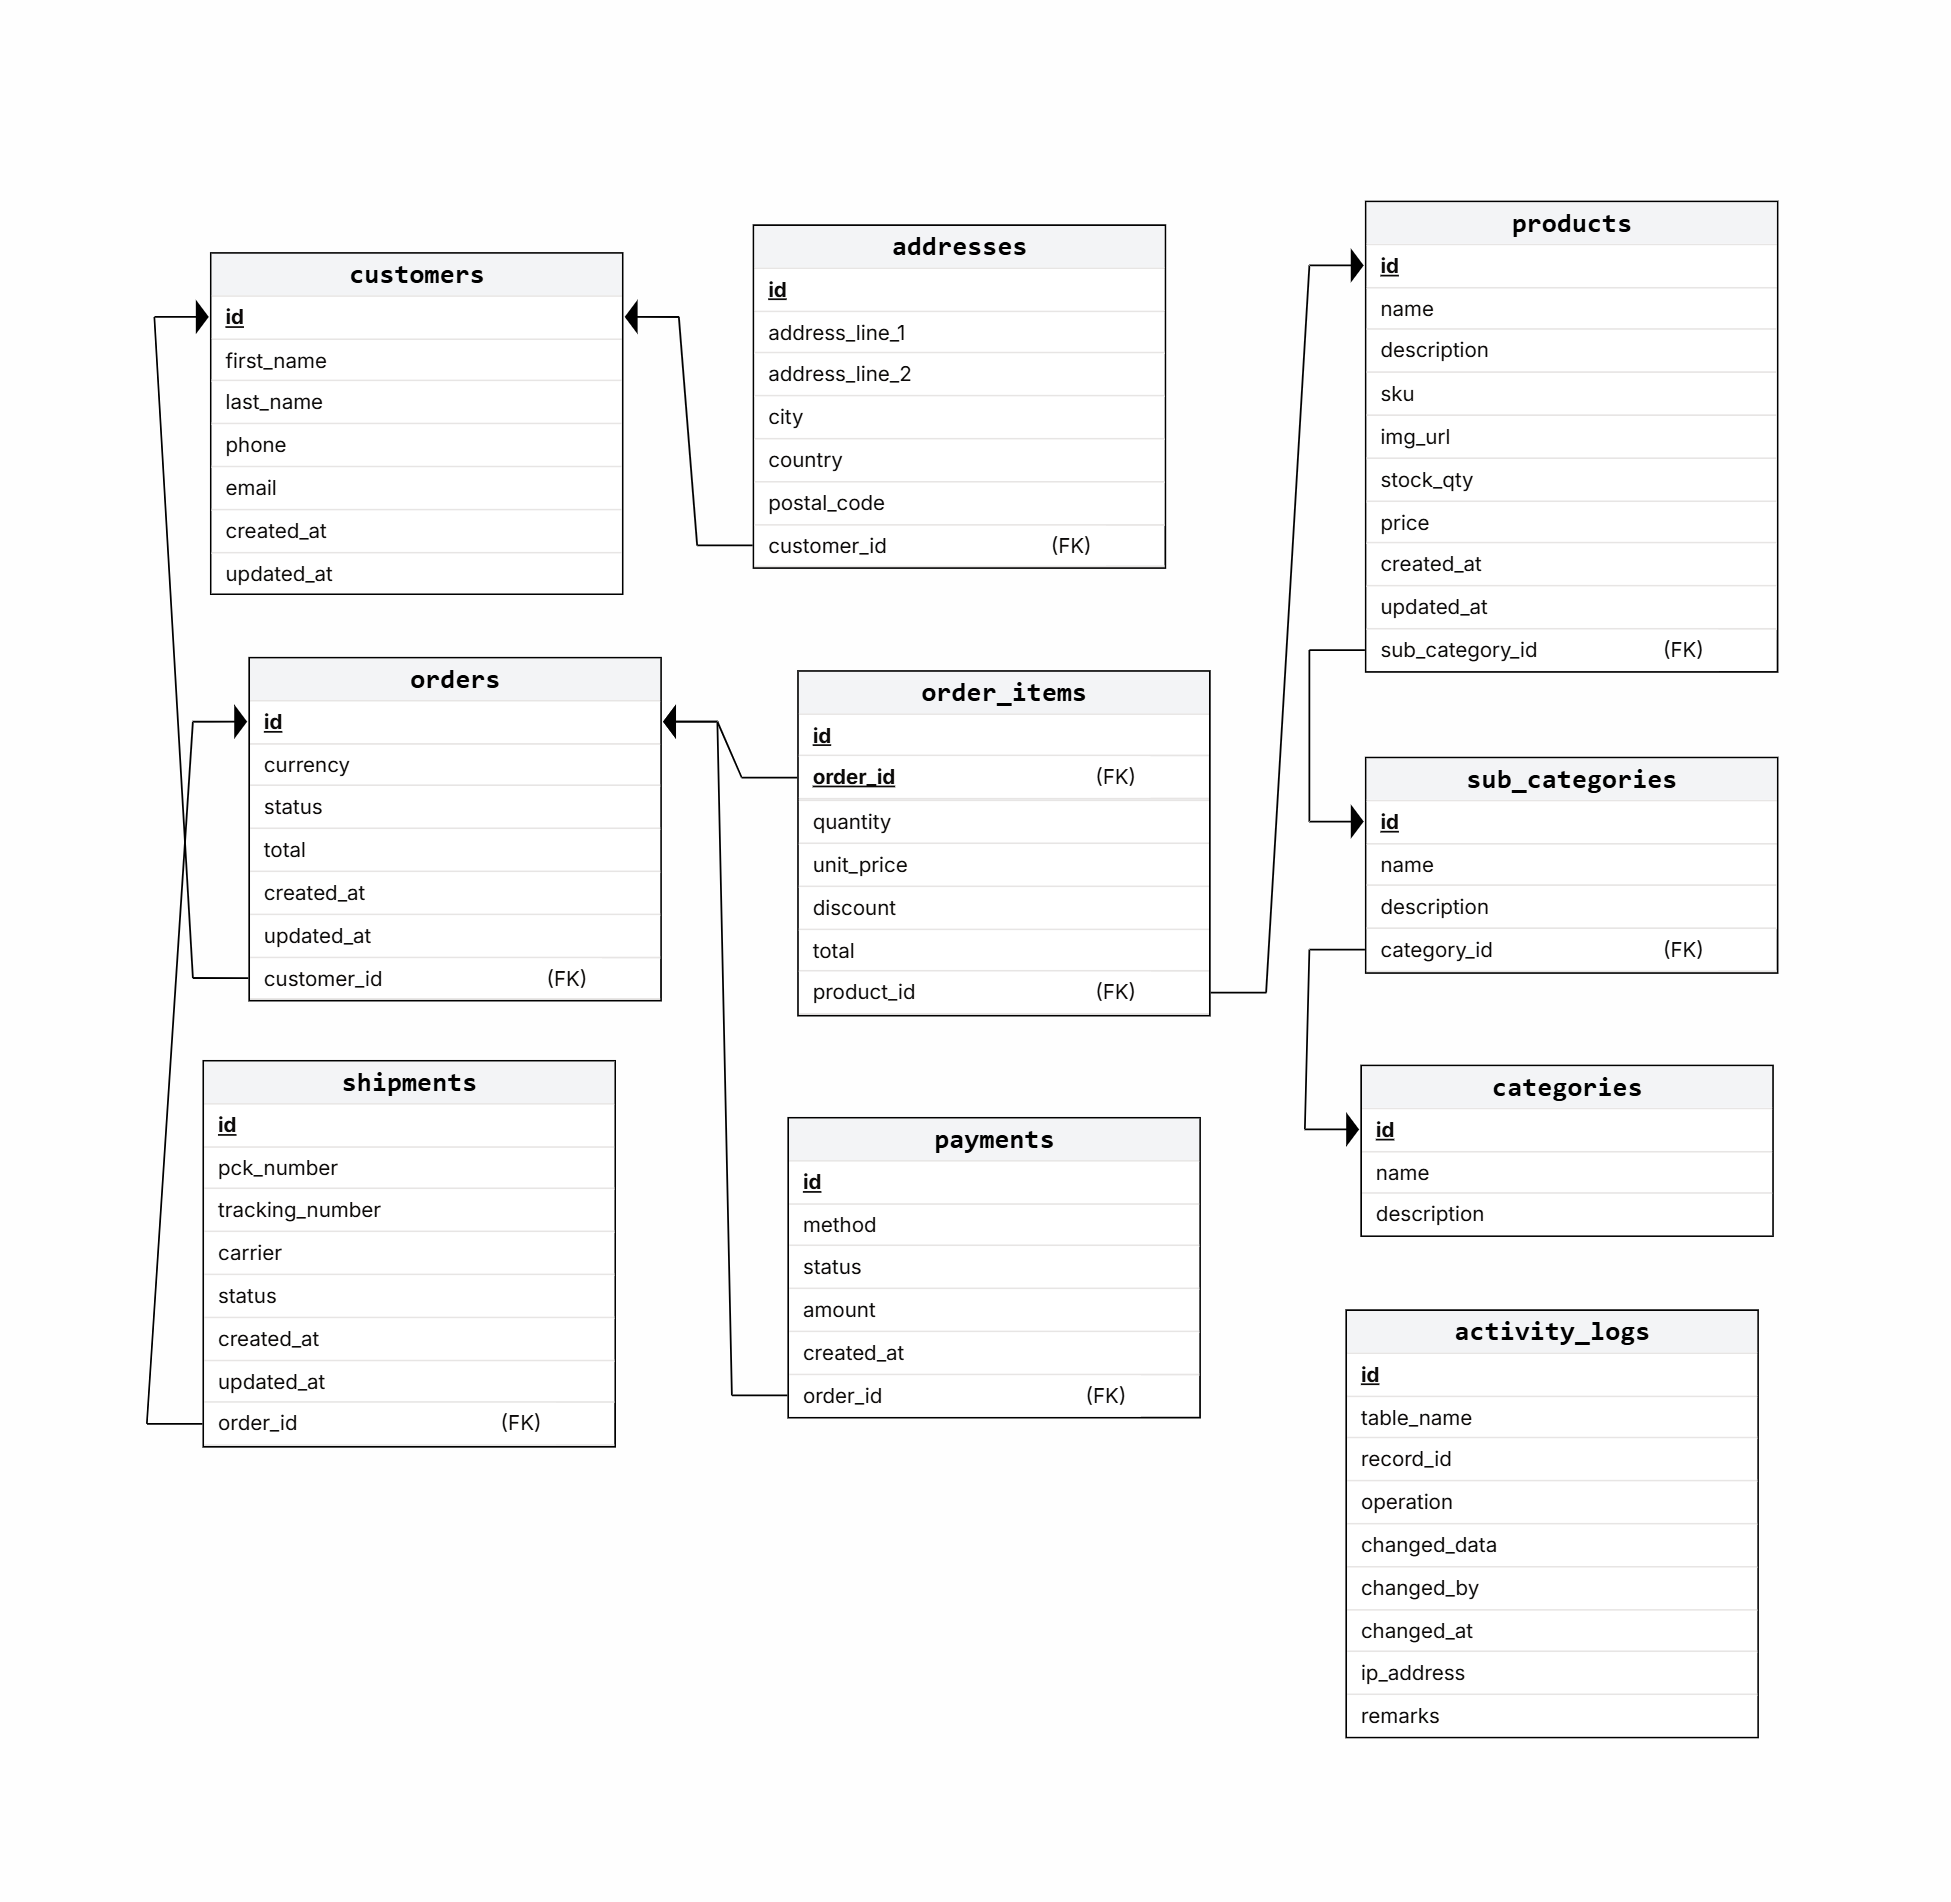 customers
id
first_name
last_name
phone
email
created_at
updated_at
addresses
id
address_line_1
address_line_2
city
country
postal_code
customer_id (FK)
products
id
name
description
sku
img_url
stock_qty
price
created_at
updated_at
sub_category_id (FK)
orders
id
currency
status
total
created_at
updated_at
customer_id (FK)
order_items
id
order_id (FK)
quantity
unit_price
discount
total
product_id (FK)
sub_categories
id
name
description
category_id (FK)
shipments
id
pck_number
tracking_number
carrier
status
created_at
updated_at
order_id (FK)
payments
id
method
status
amount
created_at
order_id (FK)
categories
id
name
description
activity_logs
id
table_name
record_id
operation
changed_data
changed_by
changed_at
ip_address
remarks